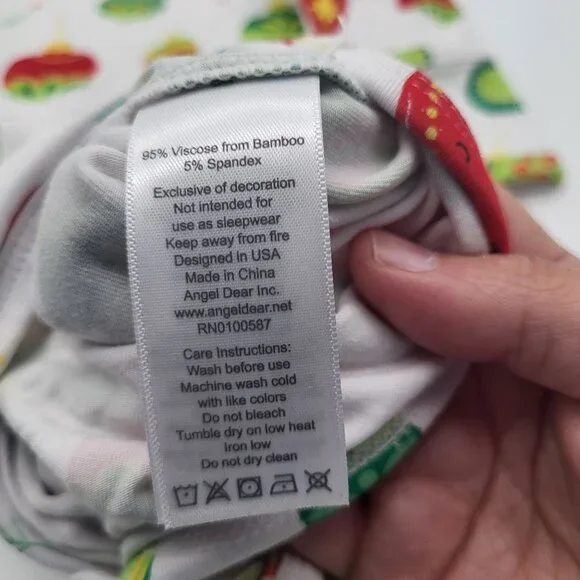 95% Viscose from Bamboo
5% Spandex
Exclusive of decoration
Not intended for
use as sleepwear
Keep away from fire
Designed in USA
Made in China
Angel Dear Inc.
www.angeldear.net
RN0100587
Care Instructions:
Wash before use
Machine wash cold
with like colors
Do not bleach
Tumble dry on low heat
Iron low
Do not dry clean